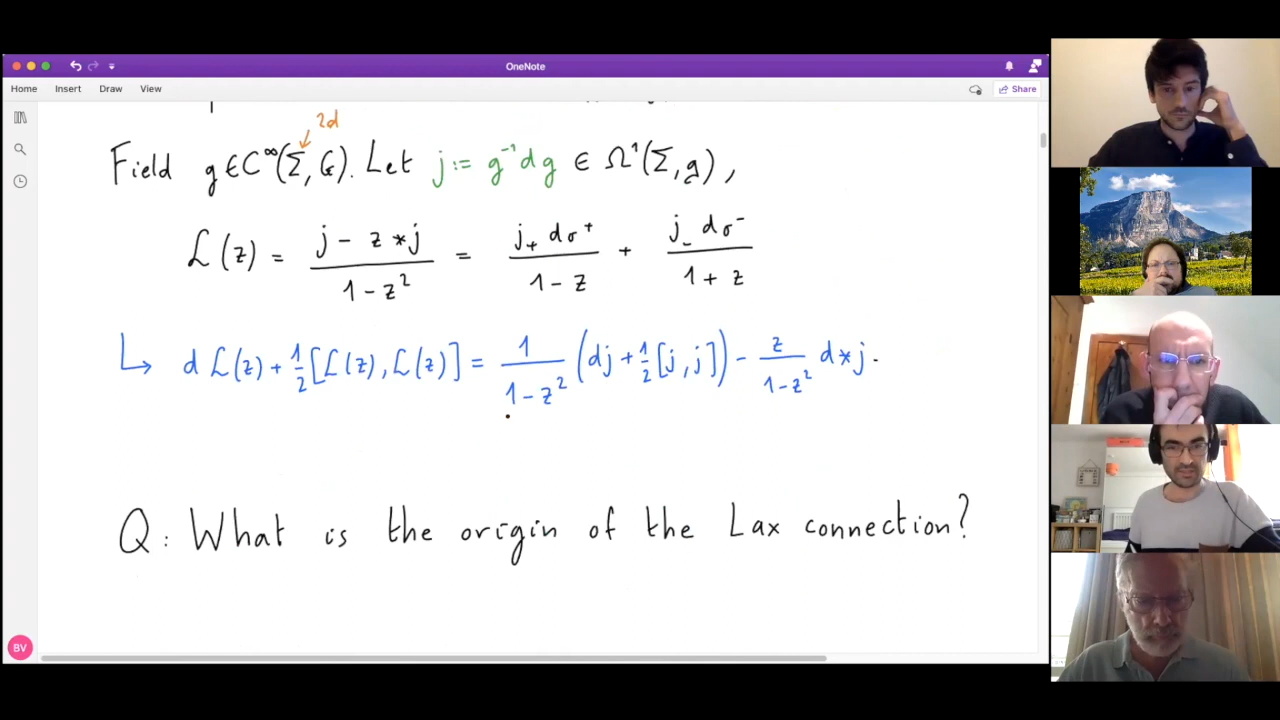 OneNote
Home Insert Draw View Share
2d
Field g ∈ C^∞(Σ, G). Let j := g⁻¹dg ∈ Ω¹(Σ, g),
ℒ(z) = (j − z *j)/(1 − z²) = (j₊ dσ⁺)/(1 − z) + (j₋ dσ⁻)/(1 + z)
↳ dℒ(z) + ½[ℒ(z), ℒ(z)] = 1/(1 − z²) (dj + ½[j, j]) − z/(1 − z²) d*j.
Q: What is the origin of the Lax connection?
BV